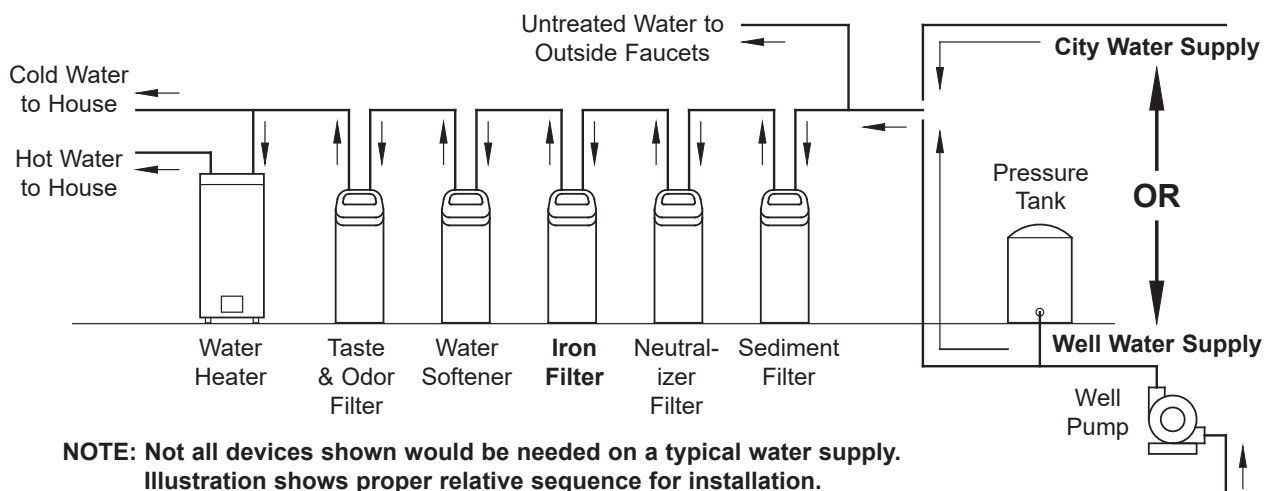 Untreated Water to
Outside Faucets
City Water Supply
Cold Water
to House
Hot Water
to House
Pressure
Tank
OR
Well Water Supply
Water
Heater
Taste
& Odor
Filter
Water
Softener
Iron
Filter
Neutral-
izer
Filter
Sediment
Filter
Well
Pump
NOTE: Not all devices shown would be needed on a typical water supply.
Illustration shows proper relative sequence for installation.